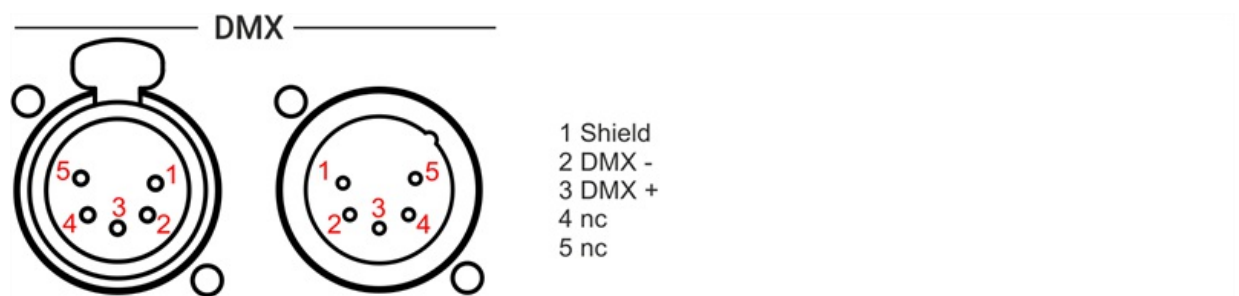 DMX
5 1
4 3 2
1 5
2 3 4
1 Shield
2 DMX -
3 DMX +
4 nc
5 nc